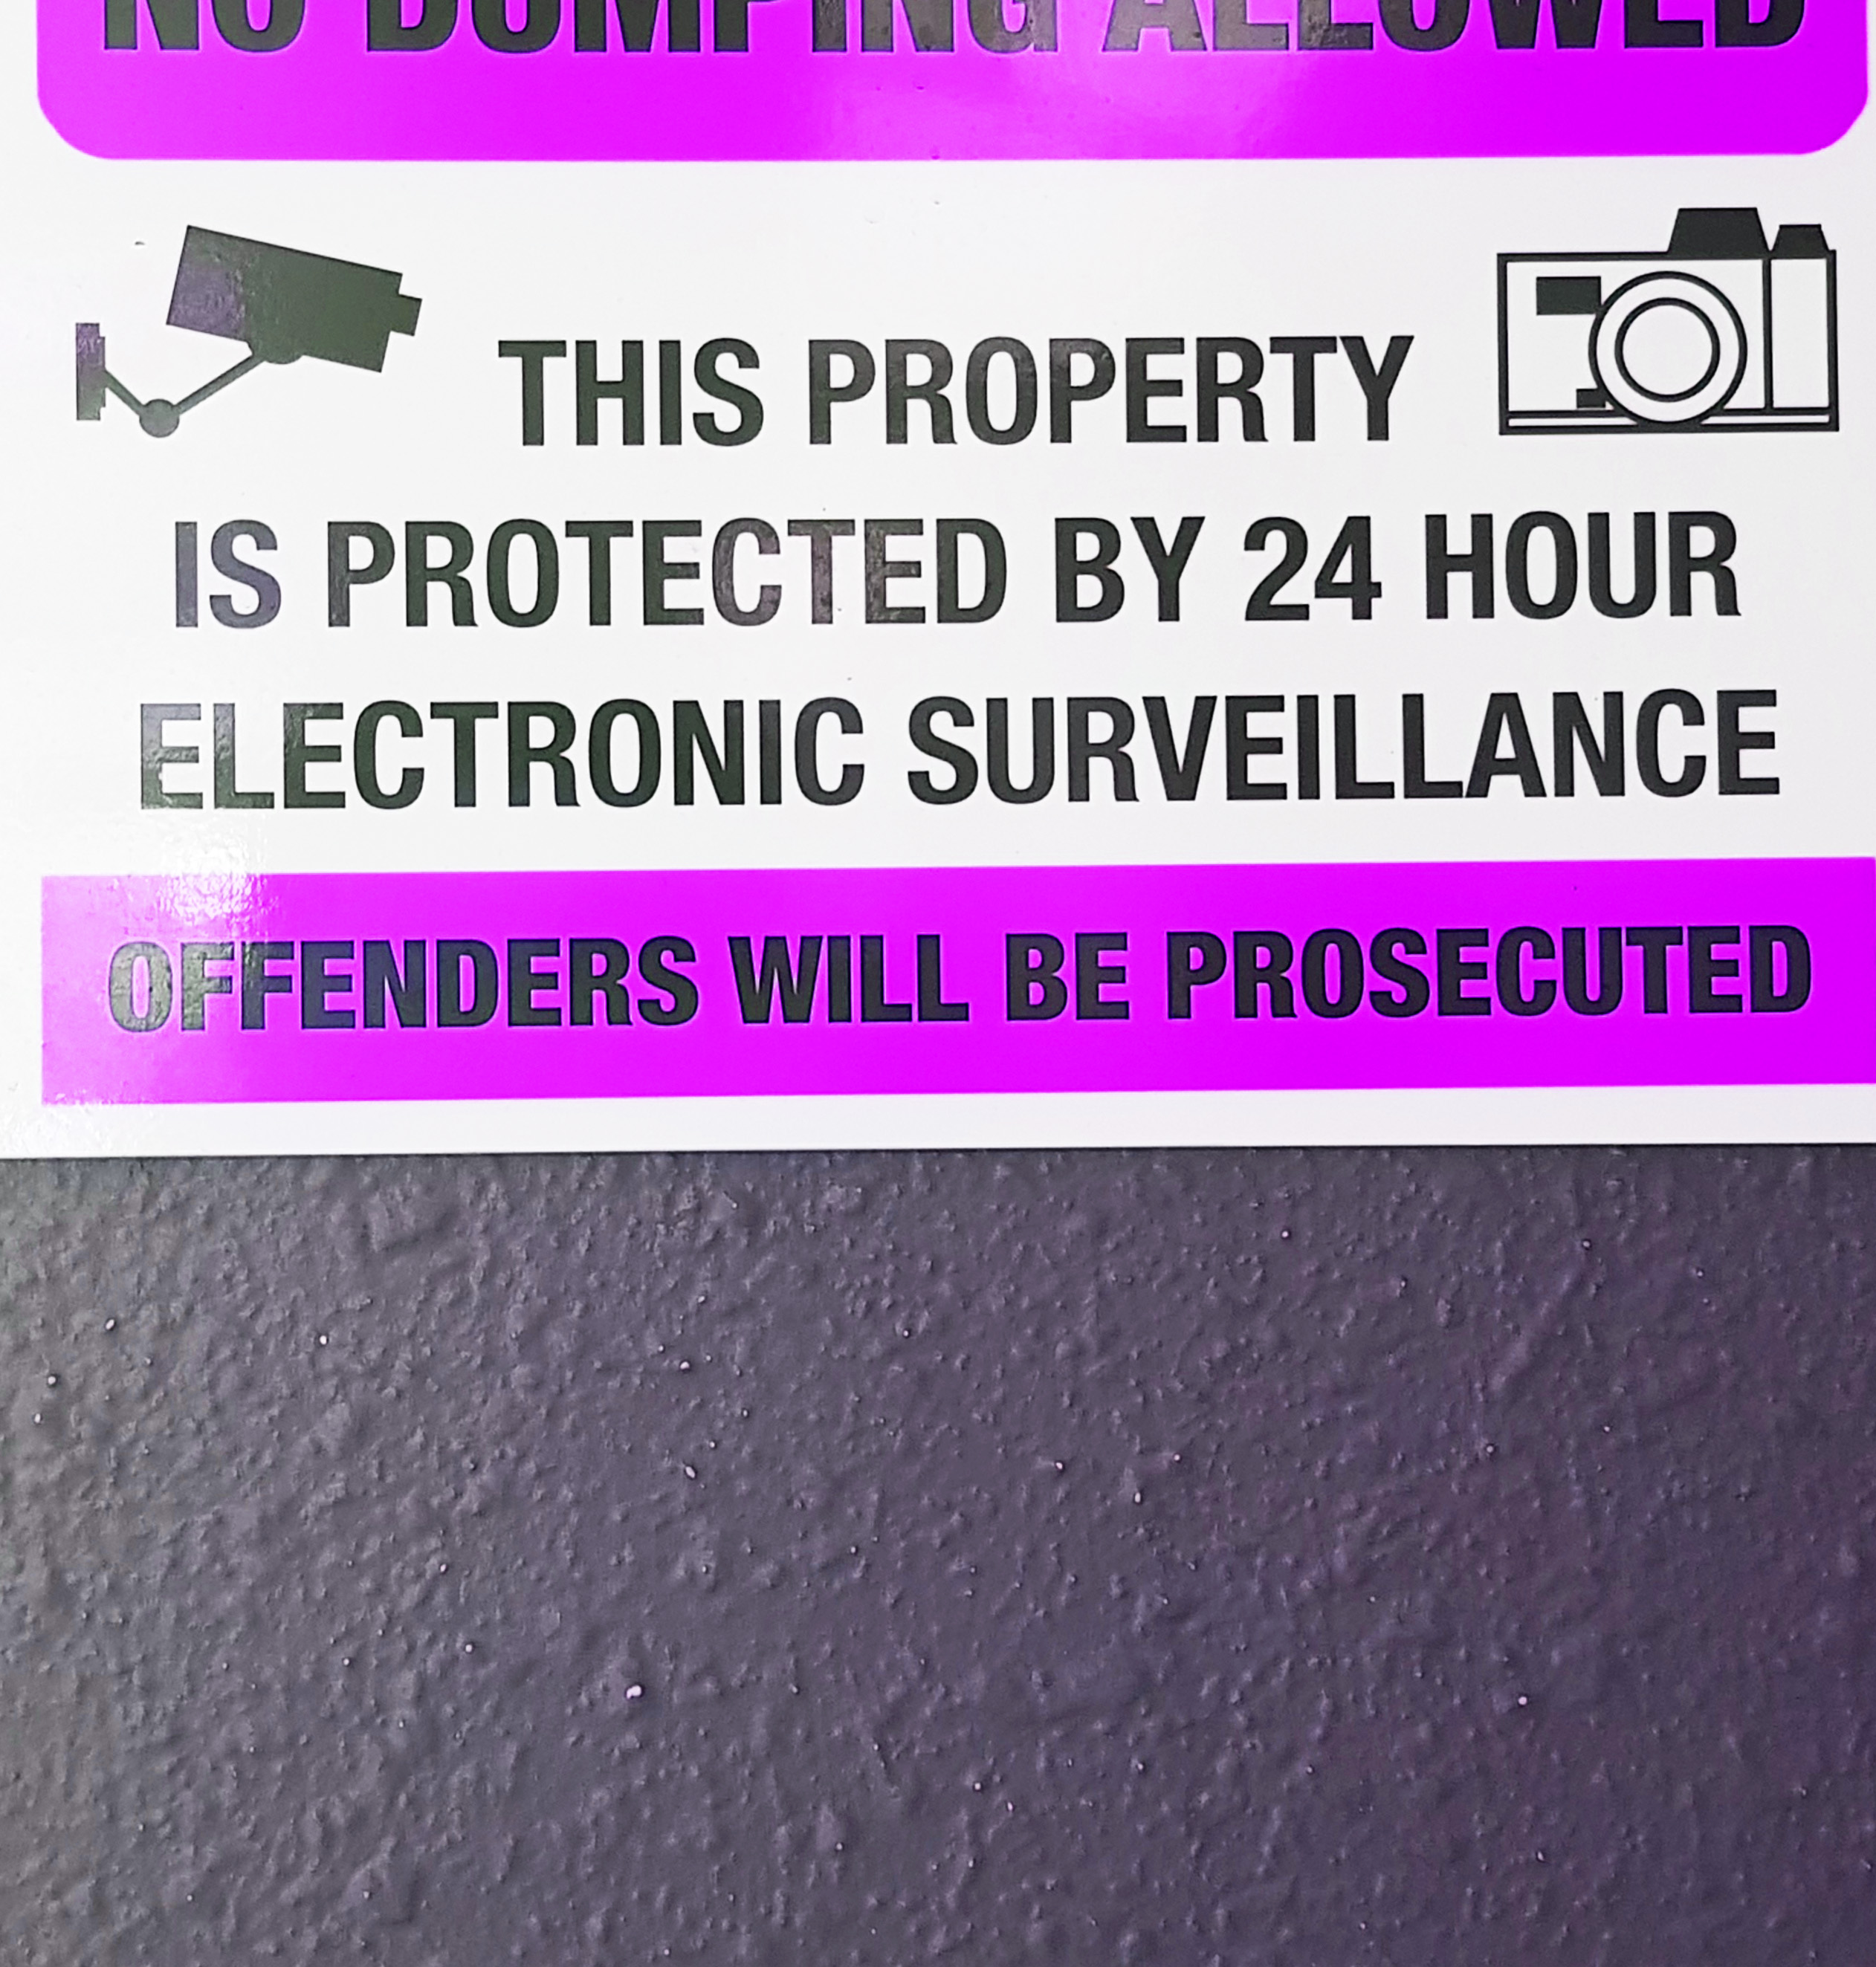 NO DUMPING ALLOWED
THIS PROPERTY
IS PROTECTED BY 24 HOUR
ELECTRONIC SURVEILLANCE
OFFENDERS WILL BE PROSECUTED